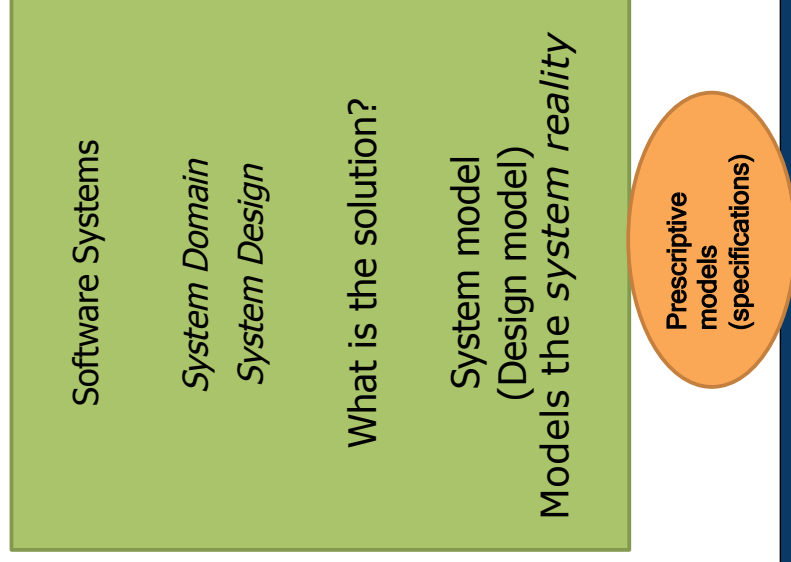 Software Systems
System Domain
System Design
What is the solution?
System model
(Design model)
Models the system reality
Prescriptive
models
(specifications)